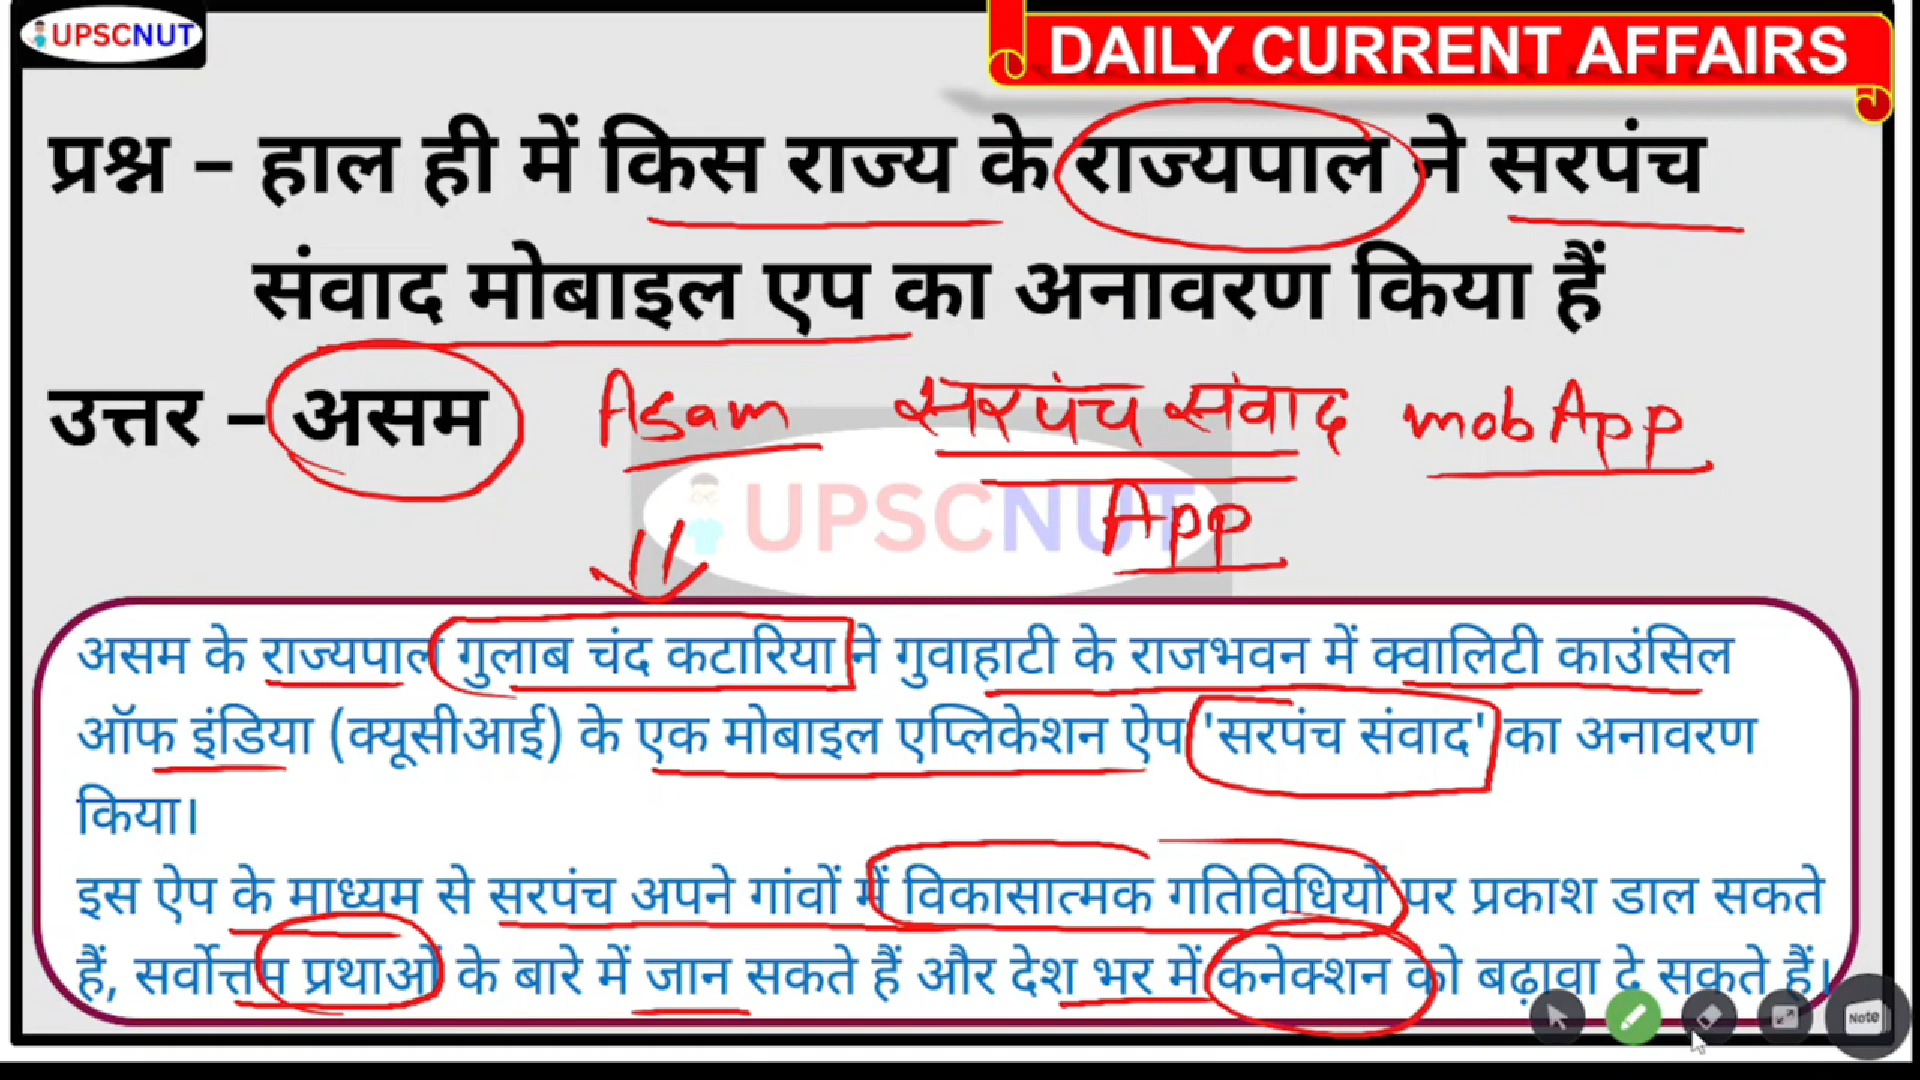 UPSCNUT
DAILY CURRENT AFFAIRS
प्रश्न – हाल ही में किस राज्य के राज्यपाल ने सरपंच
संवाद मोबाइल एप का अनावरण किया हैं
उत्तर – असम
Asam सरपंच संवाद mob App
UPSCNUT
App
असम के राज्यपाल गुलाब चंद कटारिया ने गुवाहाटी के राजभवन में क्वालिटी काउंसिल
ऑफ इंडिया (क्यूसीआई) के एक मोबाइल एप्लिकेशन ऐप 'सरपंच संवाद' का अनावरण
किया।
इस ऐप के माध्यम से सरपंच अपने गांवों में विकासात्मक गतिविधियों पर प्रकाश डाल सकते
हैं, सर्वोत्तम प्रथाओं के बारे में जान सकते हैं और देश भर में कनेक्शन को बढ़ावा दे सकते हैं।
Note